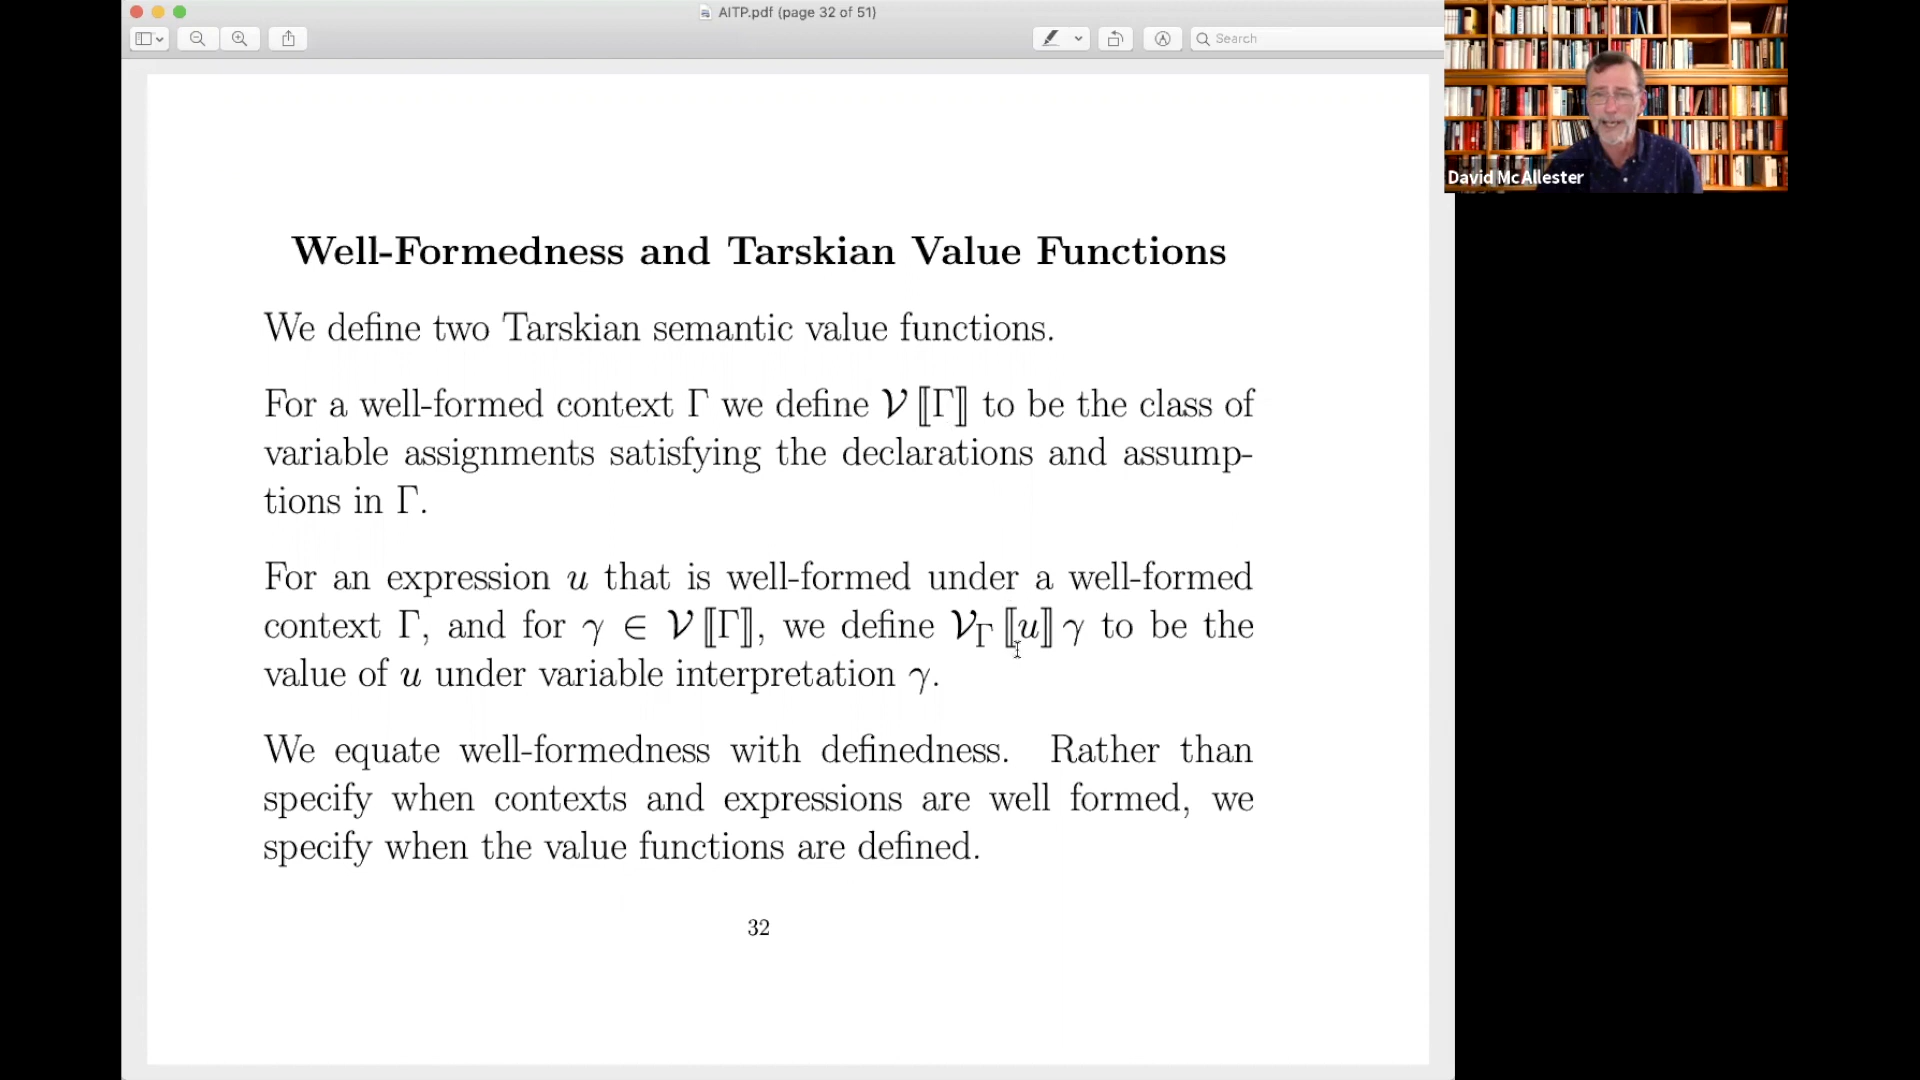 AITP.pdf (page 32 of 51)
Search
David McAllester
Well-Formedness and Tarskian Value Functions
We define two Tarskian semantic value functions.
For a well-formed context Γ we define 𝒱⟦Γ⟧ to be the class of
variable assignments satisfying the declarations and assump-
tions in Γ.
For an expression u that is well-formed under a well-formed
context Γ, and for γ ∈ 𝒱⟦Γ⟧, we define 𝒱_Γ⟦u⟧γ to be the
value of u under variable interpretation γ.
We equate well-formedness with definedness. Rather than
specify when contexts and expressions are well formed, we
specify when the value functions are defined.
32